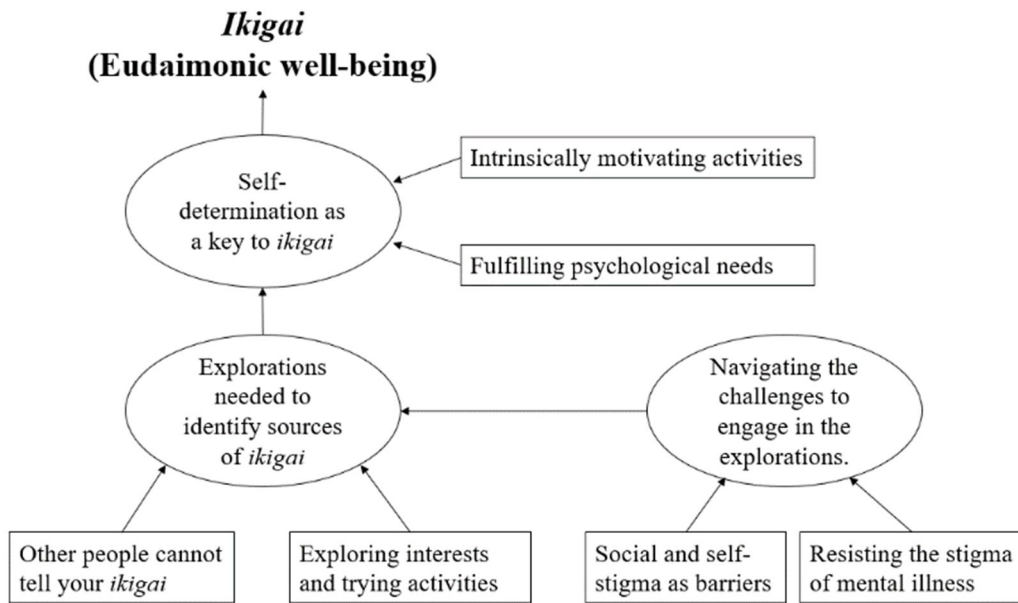 Ikigai
(Eudaimonic well-being)
Self-
determination as
a key to ikigai
Intrinsically motivating activities
Fulfilling psychological needs
Explorations
needed to
identify sources
of ikigai
Navigating the
challenges to
engage in the
explorations.
Other people cannot
tell your ikigai
Exploring interests
and trying activities
Social and self-
stigma as barriers
Resisting the stigma
of mental illness